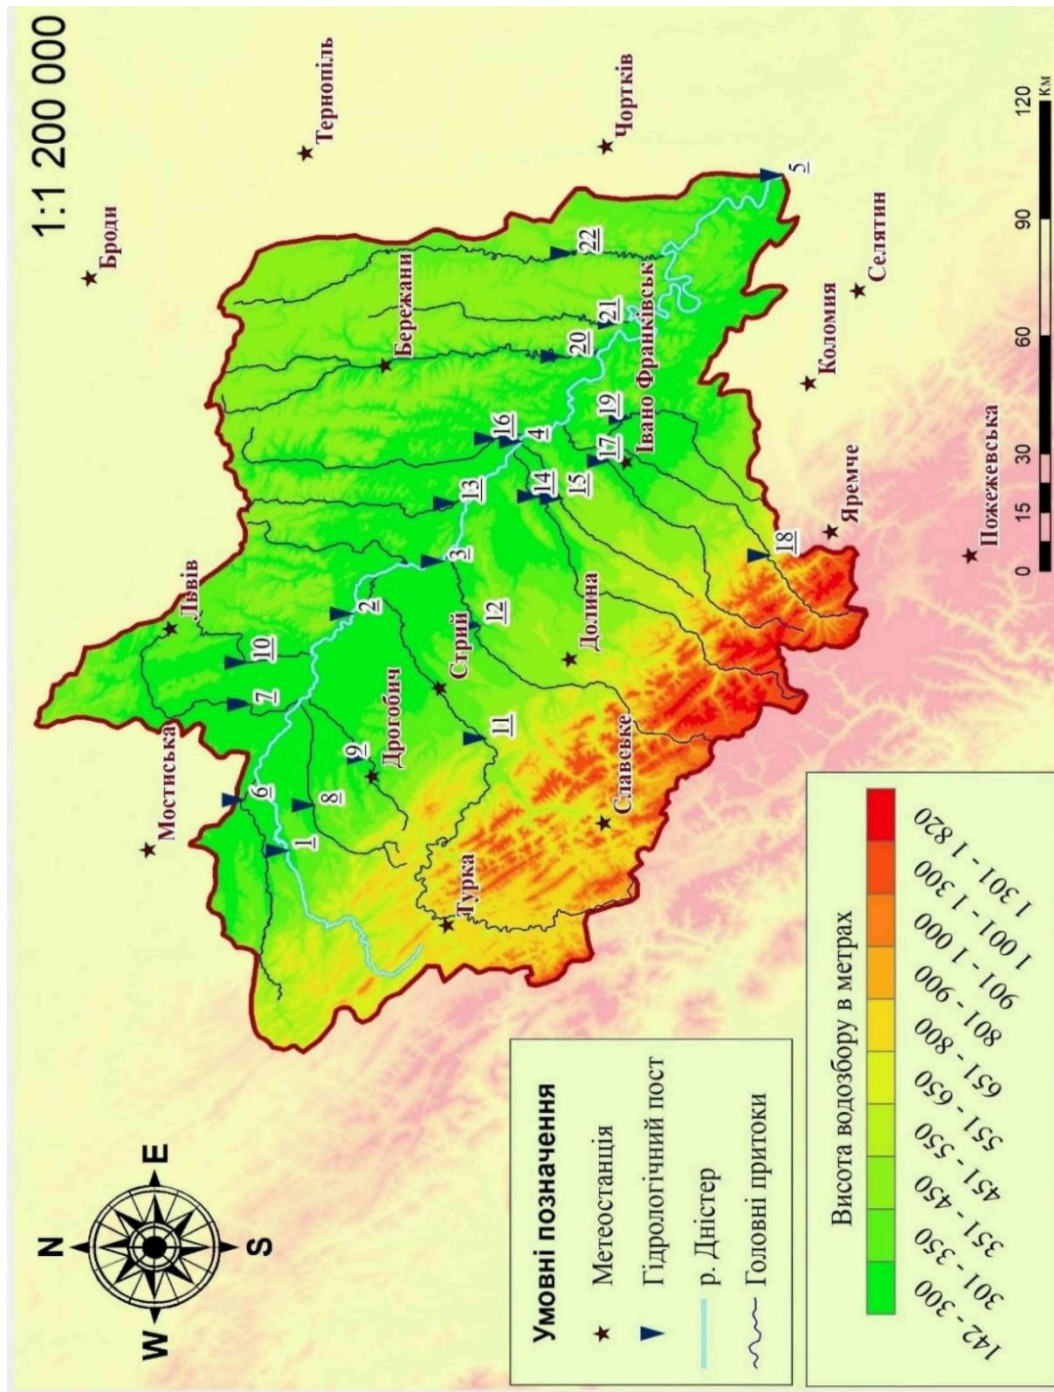 1:1 200 000
N
W
E
S
Броди
Тернопіль
Чортків
Мостиська
Львів
Бережани
Дрогобич
Стрий
Турка
Славське
Долина
Івано Франківськ
Яремче
Коломия
Селятин
Пожежевська
1
2
3
4
5
6
7
8
9
10
11
12
13
14
15
16
17
18
19
20
21
22
Умовні позначення
Метеостанція
Гідрологічний пост
р. Дністер
Головні притоки
Висота водозбору в метрах
142 - 300
301 - 350
351 - 450
451 - 550
551 - 650
651 - 800
801 - 900
901 - 1 000
1 001 - 1 300
1 301 - 1 820
0
15
30
60
90
120
Км